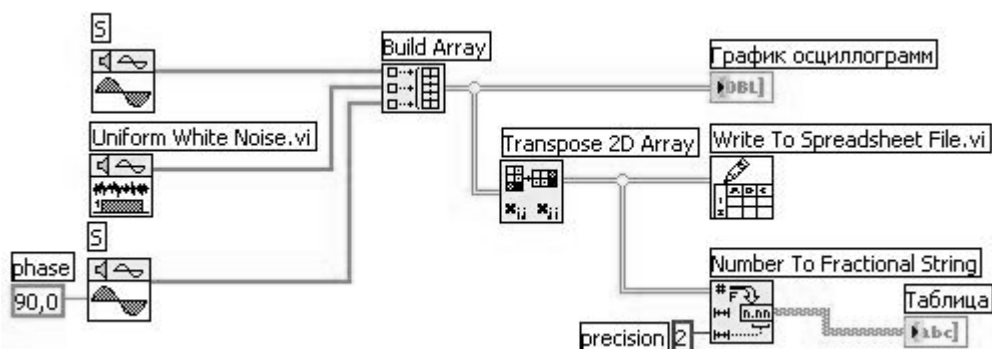 S
Build Array
График осциллограмм
DBL
Uniform White Noise.vi
Transpose 2D Array
Write To Spreadsheet File.vi
S
phase
90,0
Number To Fractional String
Таблица
n.nn
abc
precision 2